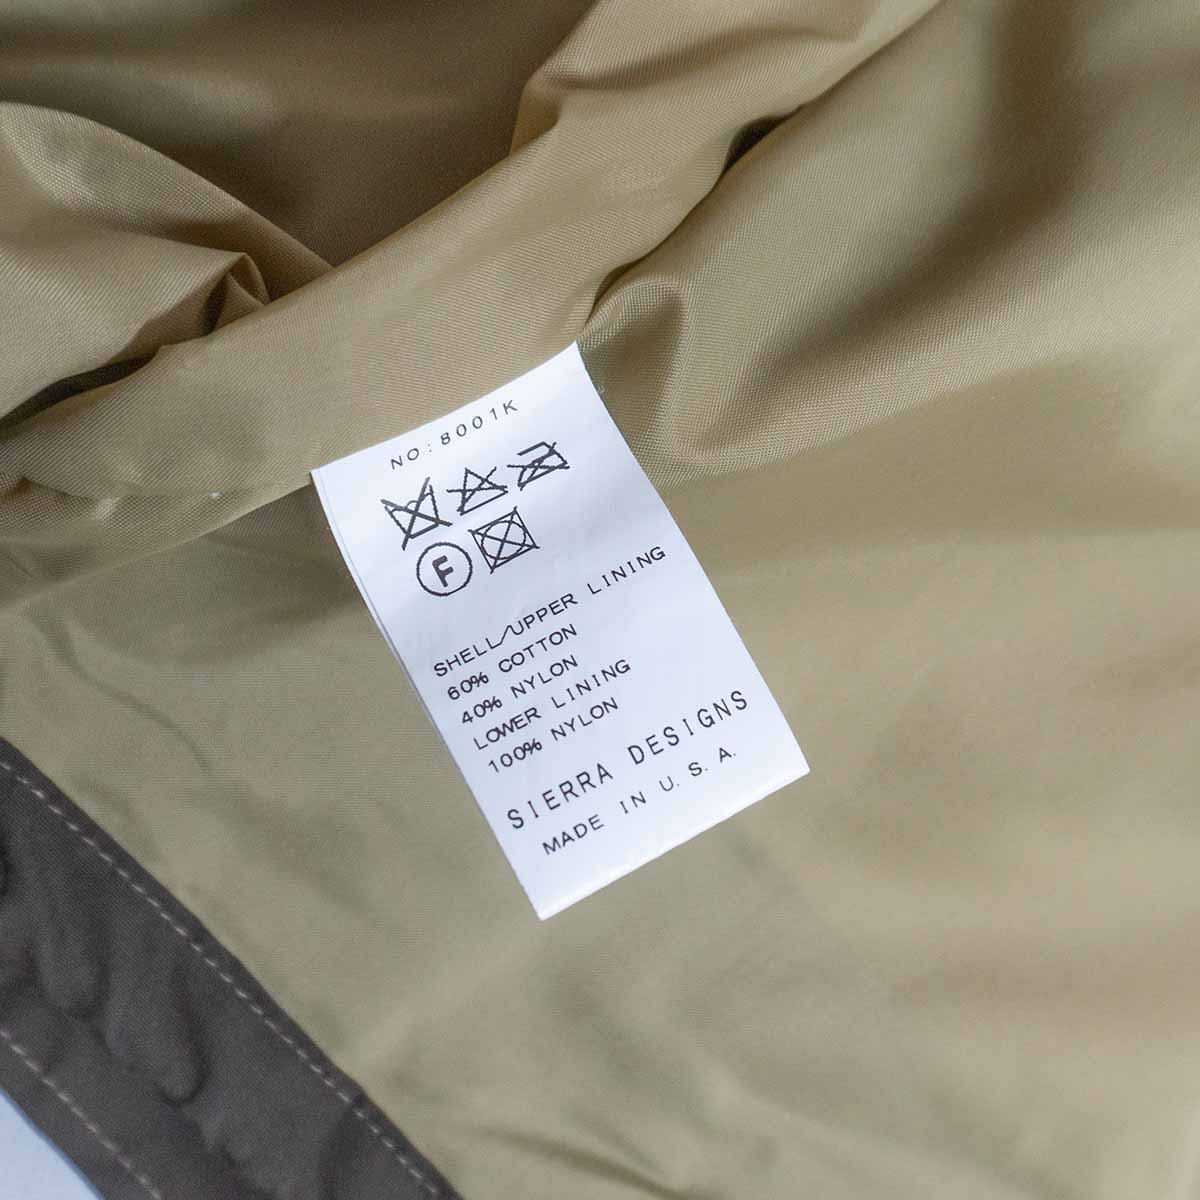 NO:8001K
F
SHELL/UPPER LINING
60% COTTON
40% NYLON
LOWER LINING
100% NYLON
SIERRA DESIGNS
MADE IN U.S.A.